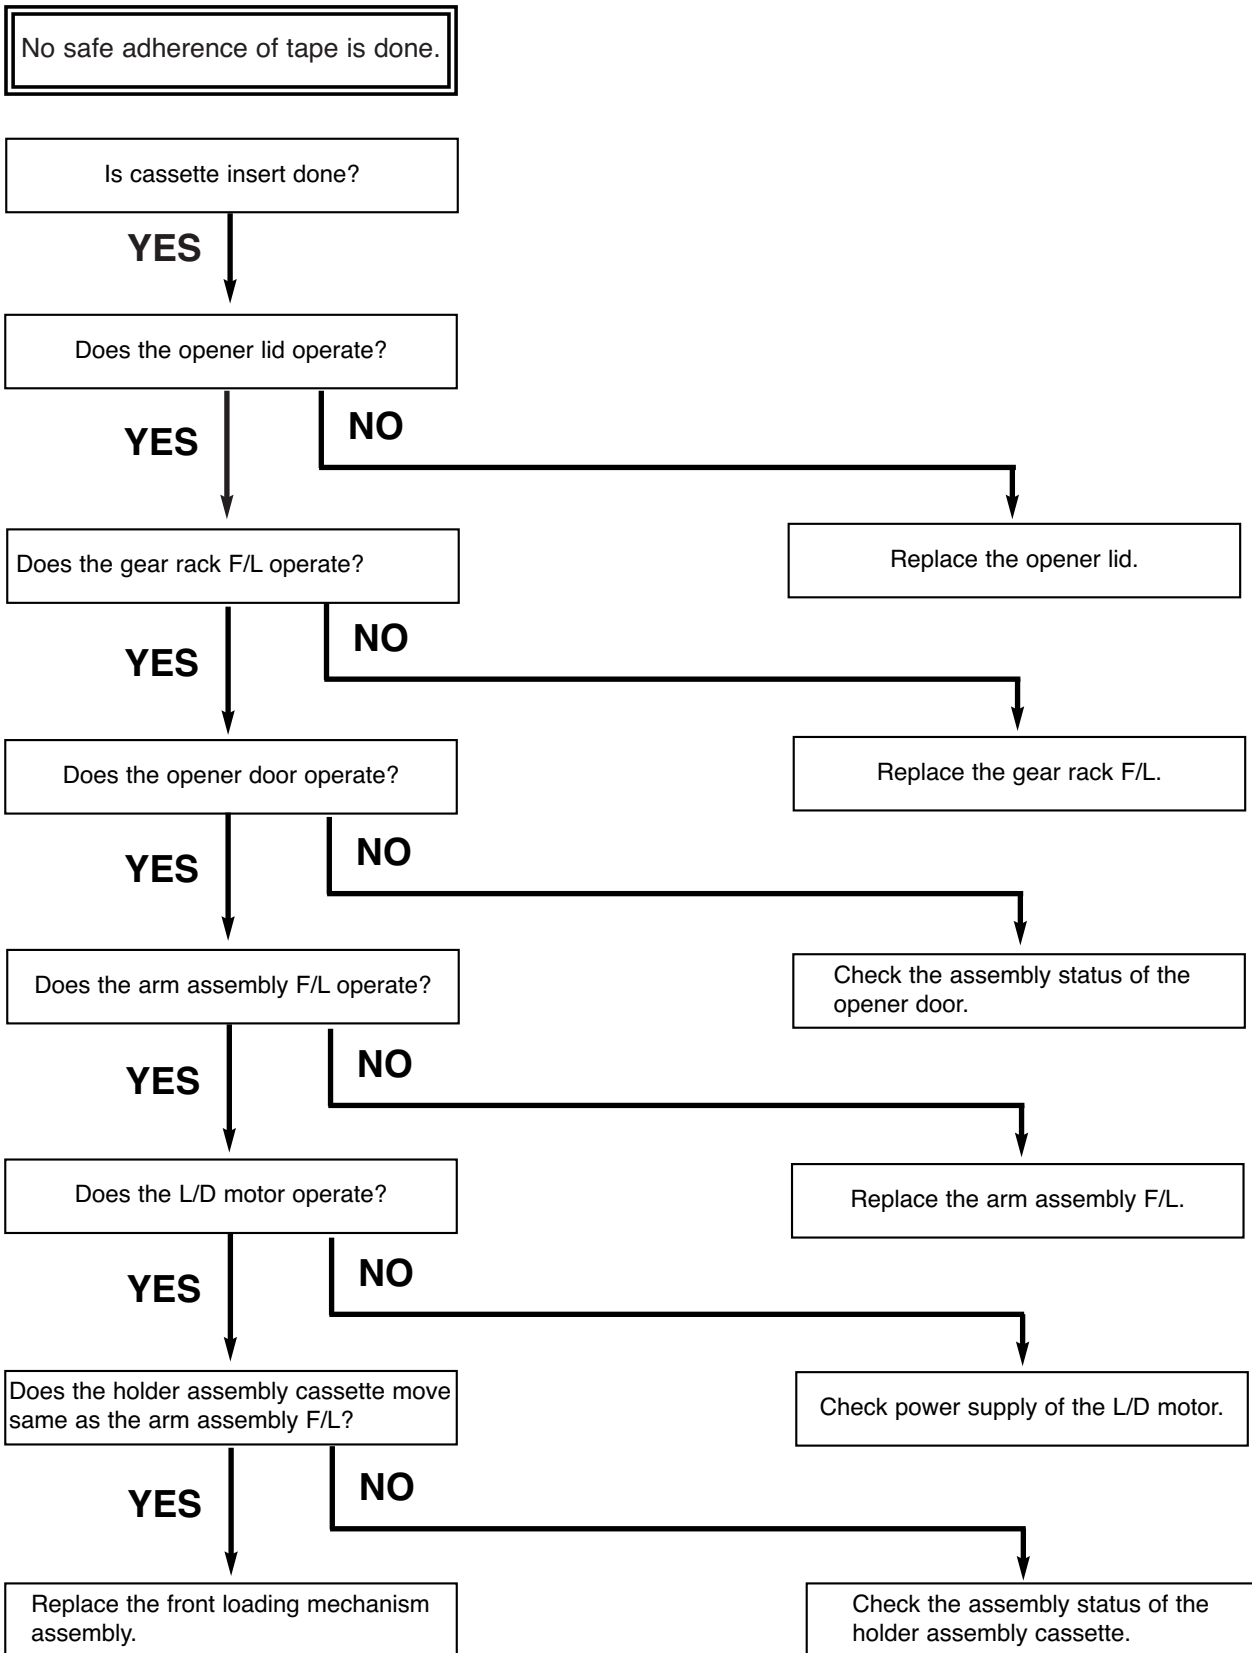 No safe adherence of tape is done.
Is cassette insert done?
YES
Does the opener lid operate?
YES
NO
Does the gear rack F/L operate?
Replace the opener lid.
YES
NO
Does the opener door operate?
Replace the gear rack F/L.
YES
NO
Does the arm assembly F/L operate?
Check the assembly status of the
opener door.
YES
NO
Does the L/D motor operate?
Replace the arm assembly F/L.
YES
NO
Does the holder assembly cassette move
same as the arm assembly F/L?
Check power supply of the L/D motor.
YES
NO
Replace the front loading mechanism
assembly.
Check the assembly status of the
holder assembly cassette.